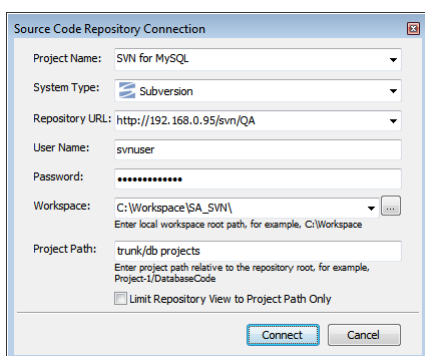 Source Code Repository Connection
Project Name: SVN for MySQL
System Type: Subversion
Repository URL: http://192.168.0.95/svn/QA
User Name: svnuser
Password: •••••••••••••
Workspace: C:\Workspace\SA_SVN\ ...
Enter local workspace root path, for example, C:\Workspace
Project Path: trunk/db projects
Enter project path relative to the repository root, for example,
Project-1/DatabaseCode
Limit Repository View to Project Path Only
Connect Cancel